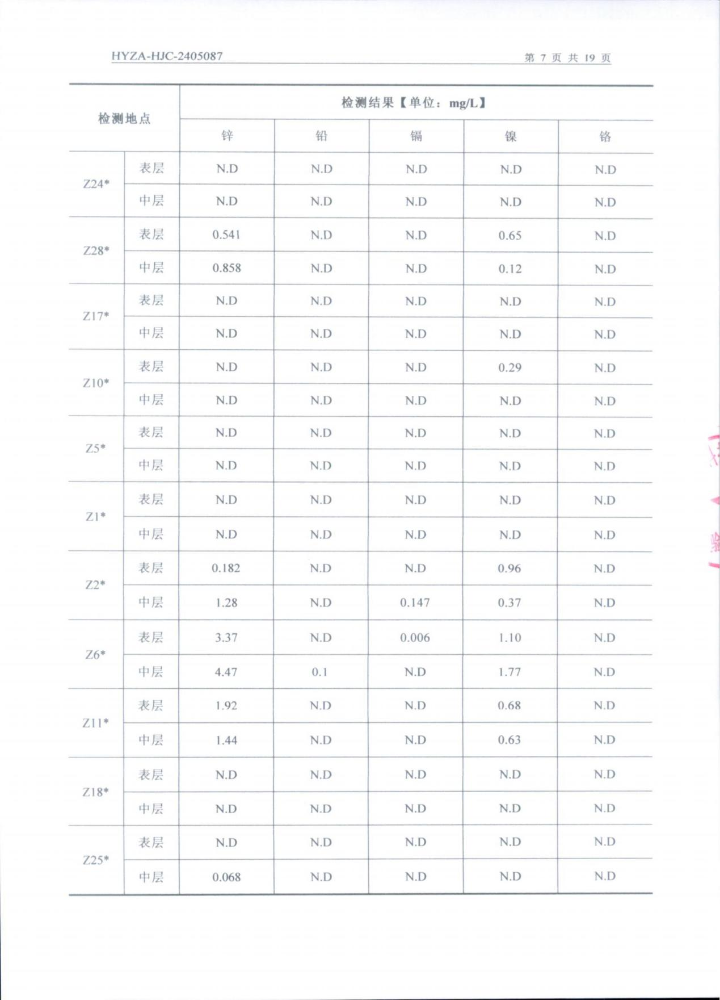 HYZA-HJC-2405087 第 7 页 共 19 页
检测地点 检测结果【单位：mg/L】
锌 铅 镉 镍 铬
Z24* 表层 N.D N.D N.D N.D N.D
中层 N.D N.D N.D N.D N.D
Z28* 表层 0.541 N.D N.D 0.65 N.D
中层 0.858 N.D N.D 0.12 N.D
Z17* 表层 N.D N.D N.D N.D N.D
中层 N.D N.D N.D N.D N.D
Z10* 表层 N.D N.D N.D 0.29 N.D
中层 N.D N.D N.D N.D N.D
Z5* 表层 N.D N.D N.D N.D N.D
中层 N.D N.D N.D N.D N.D
Z1* 表层 N.D N.D N.D N.D N.D
中层 N.D N.D N.D N.D N.D
Z2* 表层 0.182 N.D N.D 0.96 N.D
中层 1.28 N.D 0.147 0.37 N.D
Z6* 表层 3.37 N.D 0.006 1.10 N.D
中层 4.47 0.1 N.D 1.77 N.D
Z11* 表层 1.92 N.D N.D 0.68 N.D
中层 1.44 N.D N.D 0.63 N.D
Z18* 表层 N.D N.D N.D N.D N.D
中层 N.D N.D N.D N.D N.D
Z25* 表层 N.D N.D N.D N.D N.D
中层 0.068 N.D N.D N.D N.D